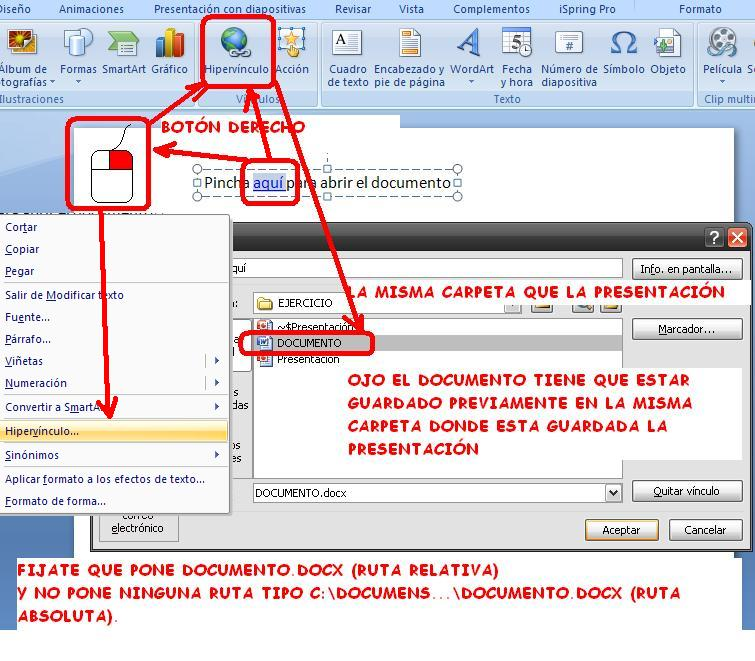 Diseño Animaciones Presentación con diapositivas Revisar Vista Complementos iSpring Pro Formato
Álbum de fotografías Formas SmartArt Gráfico Hipervínculo Acción Cuadro de texto Encabezado y pie de página WordArt Fecha y hora Número de diapositiva Símbolo Objeto Película
Ilustraciones Vínculos Texto Clip multi
BOTÓN DERECHO
Pincha aquí para abrir el documento
Cortar
Copiar
Pegar
Salir de Modificar texto
Fuente...
Párrafo...
Viñetas
Numeración
Convertir a SmartA
Hipervínculo...
Sinónimos
Aplicar formato a los efectos de texto...
Formato de forma...
quí
Info. en pantalla...
LA MISMA CARPETA QUE LA PRESENTACIÓN
EJERCICIO
~$Presentación
DOCUMENTO
Presentación
Marcador...
OJO EL DOCUMENTO TIENE QUE ESTAR
GUARDADO PREVIAMENTE EN LA MISMA
CARPETA DONDE ESTA GUARDADA LA
PRESENTACIÓN
das
os
es
DOCUMENTO.docx
Quitar vínculo
correo
electrónico
Aceptar Cancelar
FIJATE QUE PONE DOCUMENTO.DOCX (RUTA RELATIVA)
Y NO PONE NINGUNA RUTA TIPO C:\DOCUMENS...\DOCUMENTO.DOCX (RUTA
ABSOLUTA).